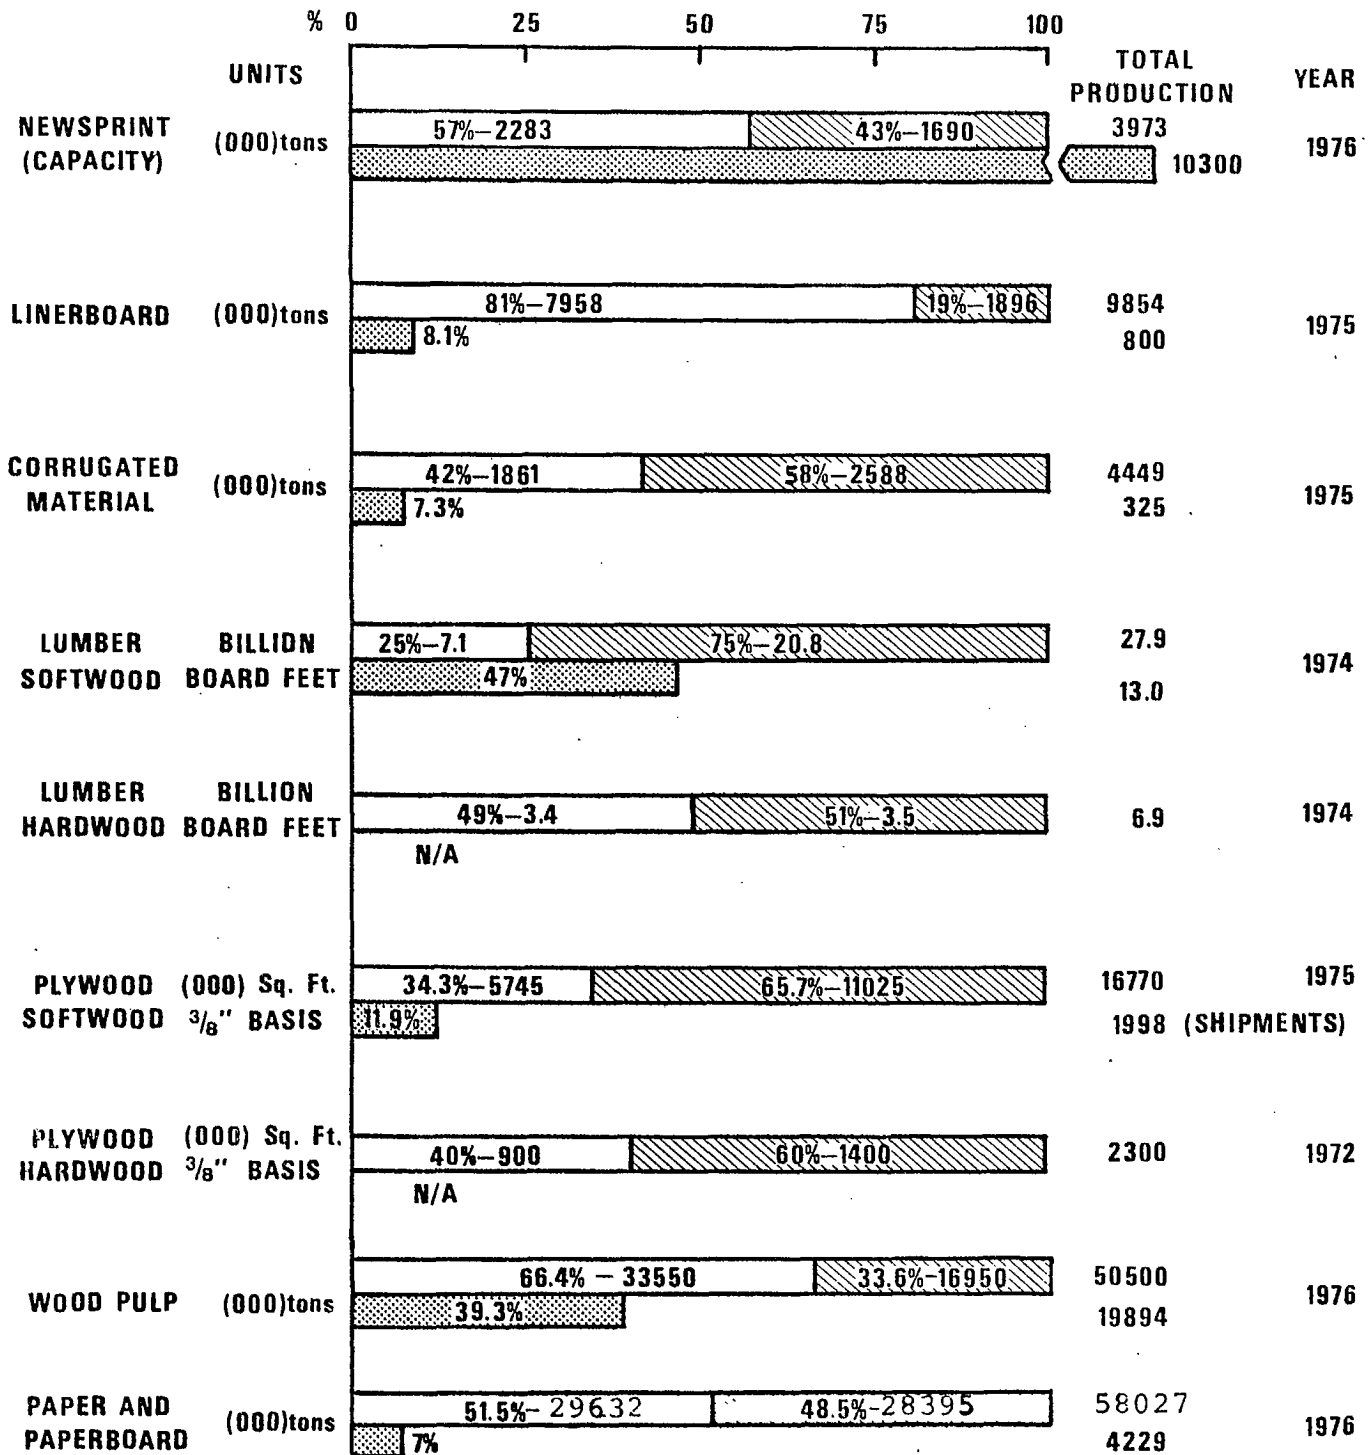 % 0 25 50 75 100
UNITS TOTAL PRODUCTION YEAR
NEWSPRINT (CAPACITY) (000)tons 57%–2283 43%–1690 3973 1976
10300
LINERBOARD (000)tons 81%–7958 19%–1896 9854 1975
8.1% 800
CORRUGATED MATERIAL (000)tons 42%–1861 58%–2588 4449 1975
7.3% 325
LUMBER BILLION 25%–7.1 75%–20.8 27.9 1974
SOFTWOOD BOARD FEET 47% 13.0
LUMBER BILLION 49%–3.4 51%–3.5 6.9 1974
HARDWOOD BOARD FEET
N/A
PLYWOOD (000) Sq. Ft. 34.3%–5745 65.7%–11025 16770 1975
SOFTWOOD 3/8" BASIS 11.9% 1998 (SHIPMENTS)
PLYWOOD (000) Sq. Ft. 40%–900 60%–1400 2300 1972
HARDWOOD 3/8" BASIS
N/A
WOOD PULP (000)tons 66.4% – 33550 33.6%–16950 50500 1976
39.3% 19894
PAPER AND (000)tons 51.5%- 29632 48.5%-28395 58027 1976
PAPERBOARD 7% 4229